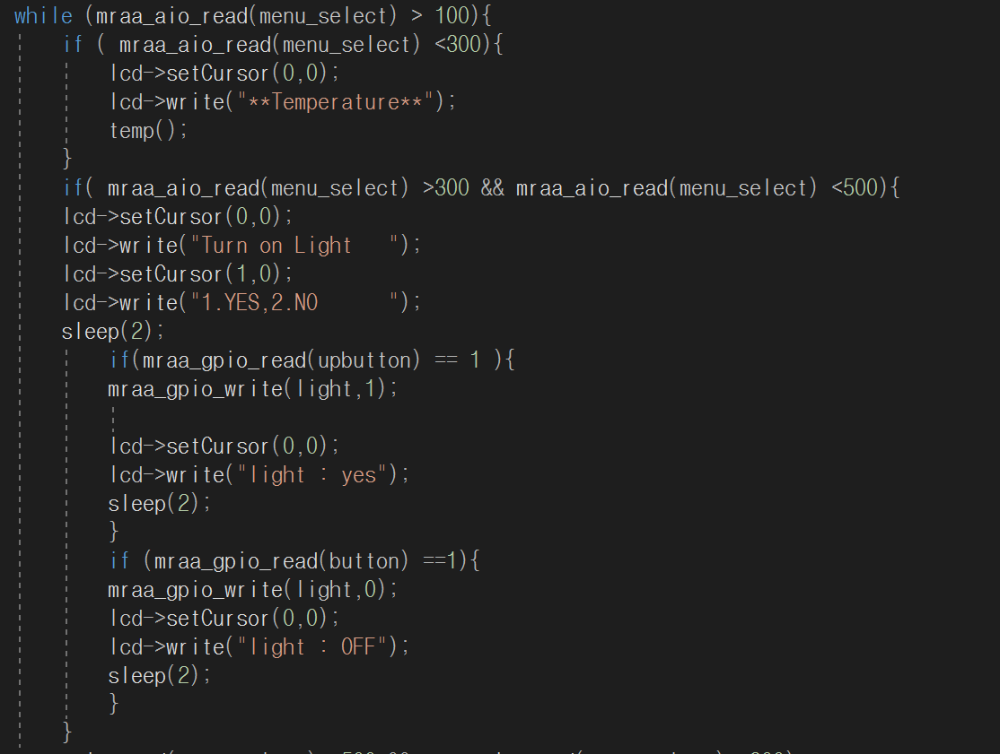 while (mraa_aio_read(menu_select) > 100){
if ( mraa_aio_read(menu_select) <300){
lcd->setCursor(0,0);
lcd->write("**Temperature**");
temp();
}
if( mraa_aio_read(menu_select) >300 && mraa_aio_read(menu_select) <500){
lcd->setCursor(0,0);
lcd->write("Turn on Light   ");
lcd->setCursor(1,0);
lcd->write("1.YES,2.NO      ");
sleep(2);
if(mraa_gpio_read(upbutton) == 1 ){
mraa_gpio_write(light,1);
lcd->setCursor(0,0);
lcd->write("light : yes");
sleep(2);
}
if (mraa_gpio_read(button) ==1){
mraa_gpio_write(light,0);
lcd->setCursor(0,0);
lcd->write("light : OFF");
sleep(2);
}
}